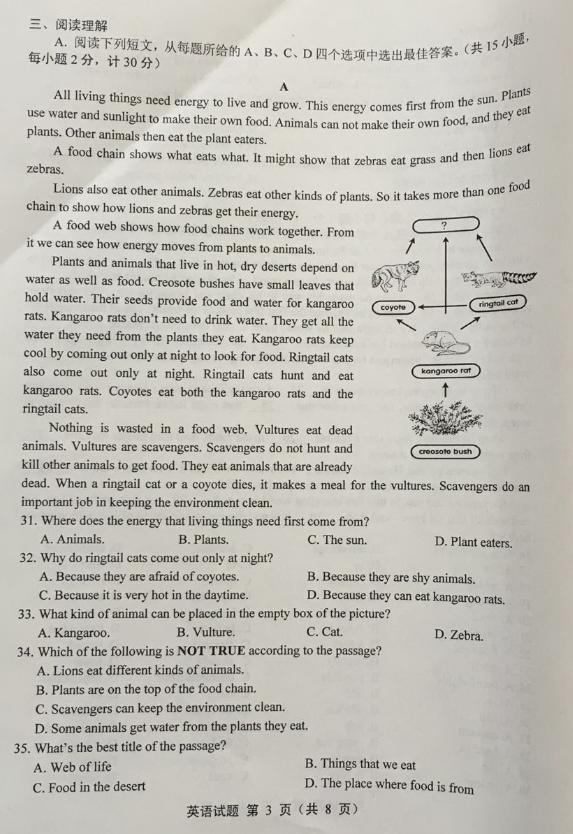 三、阅读理解
A. 阅读下列短文，从每题所给的 A、B、C、D 四个选项中选出最佳答案。（共 15 小题，
每小题 2 分，计 30 分）
A
All living things need energy to live and grow. This energy comes first from the sun. Plants
use water and sunlight to make their own food. Animals can not make their own food, and they eat
plants. Other animals then eat the plant eaters.
A food chain shows what eats what. It might show that zebras eat grass and then lions eat
zebras.
Lions also eat other animals. Zebras eat other kinds of plants. So it takes more than one food
chain to show how lions and zebras get their energy.
A food web shows how food chains work together. From
it we can see how energy moves from plants to animals.
Plants and animals that live in hot, dry deserts depend on
water as well as food. Creosote bushes have small leaves that
hold water. Their seeds provide food and water for kangaroo
rats. Kangaroo rats don't need to drink water. They get all the
water they need from the plants they eat. Kangaroo rats keep
cool by coming out only at night to look for food. Ringtail cats
also come out only at night. Ringtail cats hunt and eat
kangaroo rats. Coyotes eat both the kangaroo rats and the
ringtail cats.
?
coyote
ringtail cat
kangaroo rat
creosote bush
Nothing is wasted in a food web. Vultures eat dead
animals. Vultures are scavengers. Scavengers do not hunt and
kill other animals to get food. They eat animals that are already
dead. When a ringtail cat or a coyote dies, it makes a meal for the vultures. Scavengers do an
important job in keeping the environment clean.
31. Where does the energy that living things need first come from?
A. Animals. B. Plants. C. The sun. D. Plant eaters.
32. Why do ringtail cats come out only at night?
A. Because they are afraid of coyotes. B. Because they are shy animals.
C. Because it is very hot in the daytime. D. Because they can eat kangaroo rats.
33. What kind of animal can be placed in the empty box of the picture?
A. Kangaroo. B. Vulture. C. Cat. D. Zebra.
34. Which of the following is NOT TRUE according to the passage?
A. Lions eat different kinds of animals.
B. Plants are on the top of the food chain.
C. Scavengers can keep the environment clean.
D. Some animals get water from the plants they eat.
35. What's the best title of the passage?
A. Web of life B. Things that we eat
C. Food in the desert D. The place where food is from
英语试题 第 3 页（共 8 页）